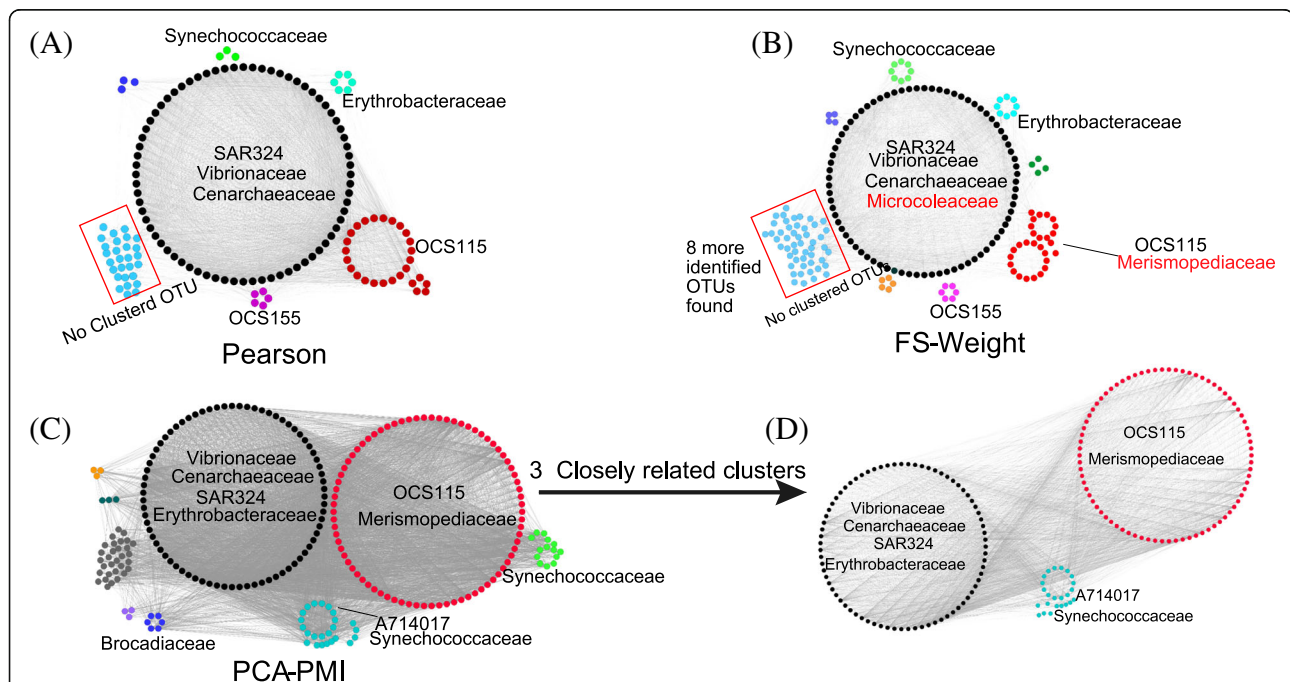 (A)
Synechococcaceae
Erythrobacteraceae
SAR324
Vibrionaceae
Cenarchaeaceae
OCS115
No Clusterd OTU
OCS155
Pearson
(B)
Synechococcaceae
Erythrobacteraceae
SAR324
Vibrionaceae
Cenarchaeaceae
Microcoleaceae
8 more
identified
OTUs
found
No clustered OTUs
OCS115
Merismopediaceae
OCS155
FS-Weight
(C)
Vibrionaceae
Cenarchaeaceae
SAR324
Erythrobacteraceae
OCS115
Merismopediaceae
Synechococcaceae
A714017
Synechococcaceae
Brocadiaceae
PCA-PMI
3 Closely related clusters
(D)
OCS115
Merismopediaceae
Vibrionaceae
Cenarchaeaceae
SAR324
Erythrobacteraceae
A714017
Synechococcaceae